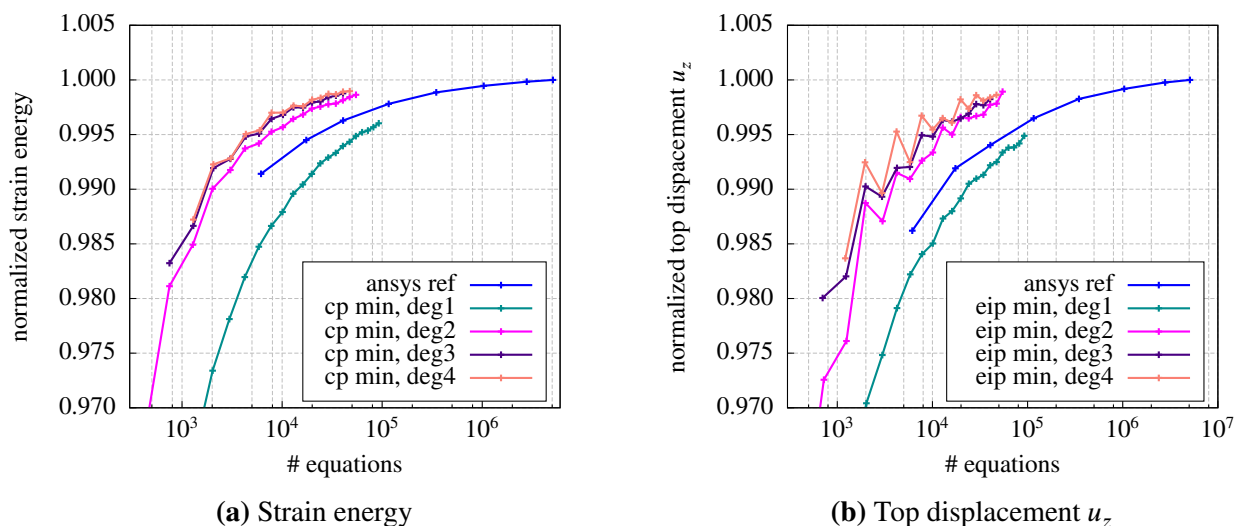 1.005
1.000
0.995
0.990
0.985
0.980
0.975
0.970
normalized strain energy
10^3
10^4
10^5
10^6
# equations
ansys ref
cp min, deg1
cp min, deg2
cp min, deg3
cp min, deg4
(a) Strain energy
1.005
1.000
0.995
0.990
0.985
0.980
0.975
0.970
normalized top dispacement u_z
10^3
10^4
10^5
10^6
10^7
# equations
ansys ref
eip min, deg1
eip min, deg2
eip min, deg3
eip min, deg4
(b) Top displacement u_z